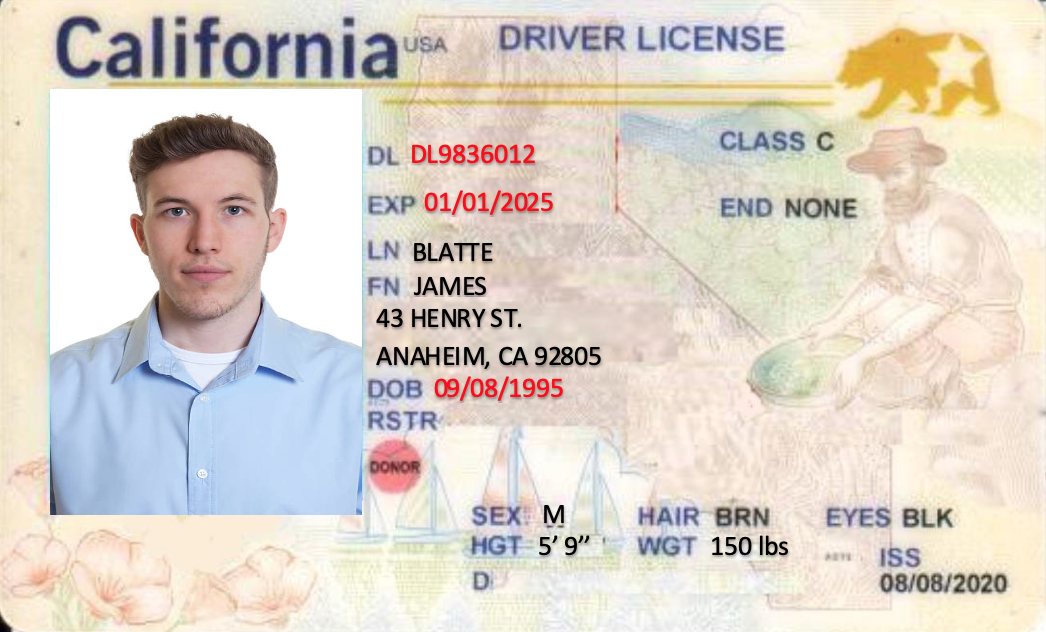 California USA DRIVER LICENSE
DL DL9836012 CLASS C
EXP 01/01/2025 END NONE
LN BLATTE
FN JAMES
43 HENRY ST.
ANAHEIM, CA 92805
DOB 09/08/1995
RSTR
DONOR
SEX M HAIR BRN EYES BLK
HGT 5’ 9’’ WGT 150 lbs ISS
D 08/08/2020